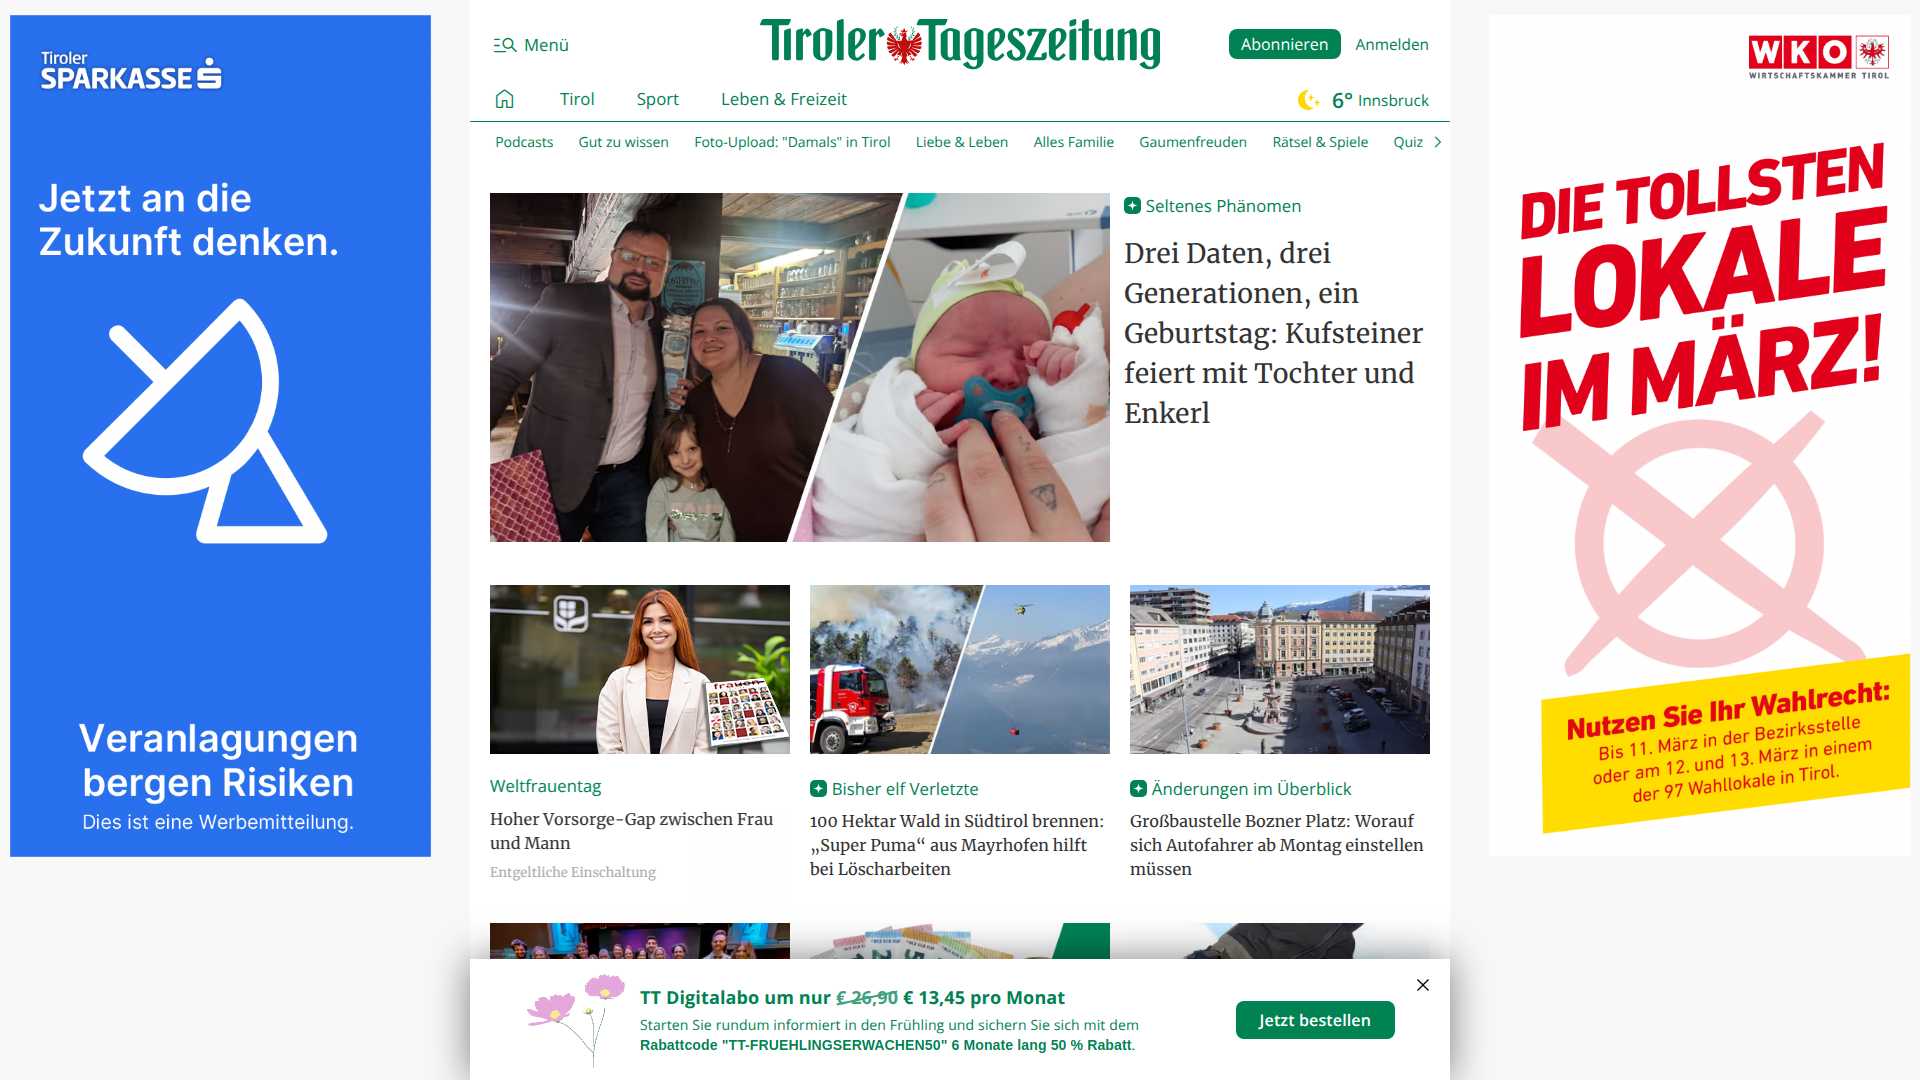 Tiroler
SPARKASSE
Jetzt an die
Zukunft denken.
Veranlagungen
bergen Risiken
Dies ist eine Werbemitteilung.
Menü
Tiroler Tageszeitung
Abonnieren
Anmelden
Tirol
Sport
Leben & Freizeit
6° Innsbruck
Podcasts
Gut zu wissen
Foto-Upload: "Damals" in Tirol
Liebe & Leben
Alles Familie
Gaumenfreuden
Rätsel & Spiele
Quiz
Seltenes Phänomen
Drei Daten, drei
Generationen, ein
Geburtstag: Kufsteiner
feiert mit Tochter und
Enkerl
frauen
Weltfrauentag
Hoher Vorsorge-Gap zwischen Frau
und Mann
Entgeltliche Einschaltung
Bisher elf Verletzte
100 Hektar Wald in Südtirol brennen:
„Super Puma“ aus Mayrhofen hilft
bei Löscharbeiten
Änderungen im Überblick
Großbaustelle Bozner Platz: Worauf
sich Autofahrer ab Montag einstellen
müssen
TT Digitalabo um nur € 26,90 € 13,45 pro Monat
Starten Sie rundum informiert in den Frühling und sichern Sie sich mit dem
Rabattcode "TT-FRUEHLINGSERWACHEN50" 6 Monate lang 50 % Rabatt.
Jetzt bestellen
WKO
WIRTSCHAFTSKAMMER TIROL
DIE TOLLSTEN
LOKALE
IM MÄRZ!
Nutzen Sie Ihr Wahlrecht:
Bis 11. März in der Bezirksstelle
oder am 12. und 13. März in einem
der 97 Wahllokale in Tirol.